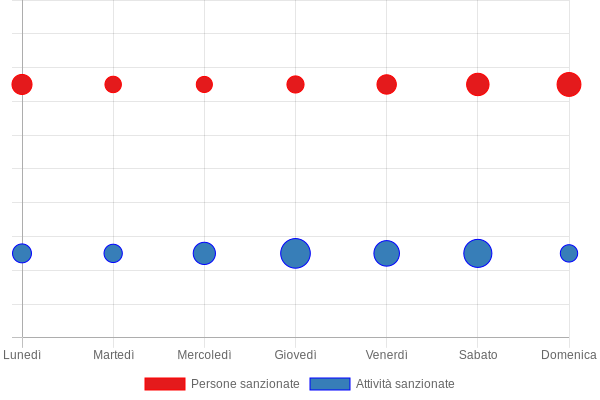 Lunedì Martedì Mercoledì Giovedì Venerdì Sabato Domenica
Persone sanzionate Attività sanzionate